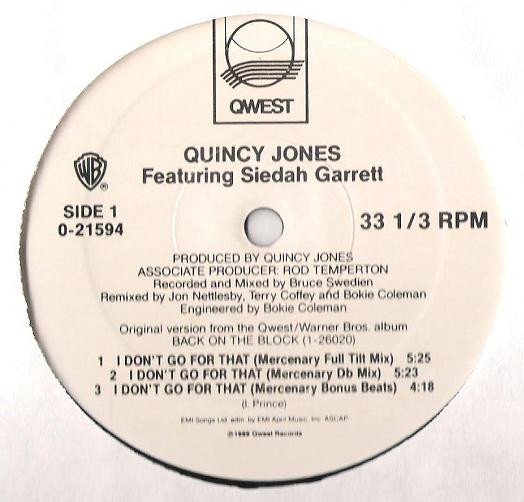 QWEST
QUINCY JONES
Featuring Siedah Garrett
WB
®
SIDE 1
0-21594
33 1/3 RPM
PRODUCED BY QUINCY JONES
ASSOCIATE PRODUCER: ROD TEMPERTON
Recorded and Mixed by Bruce Swedien
Remixed by Jon Nettlesby, Terry Coffey and Bokie Coleman
Engineered by Bokie Coleman
Original version from the Qwest/Warner Bros. album
BACK ON THE BLOCK (1-26020)
1 I DON'T GO FOR THAT (Mercenary Full Tilt Mix) 5:25
2 I DON'T GO FOR THAT (Mercenary Db Mix) 5:23
3 I DON'T GO FOR THAT (Mercenary Bonus Beats) 4:18
(I. Prince)
EMI Songs Ltd. adm. by EMI April Music, Inc. ASCAP
℗1989 Qwest Records